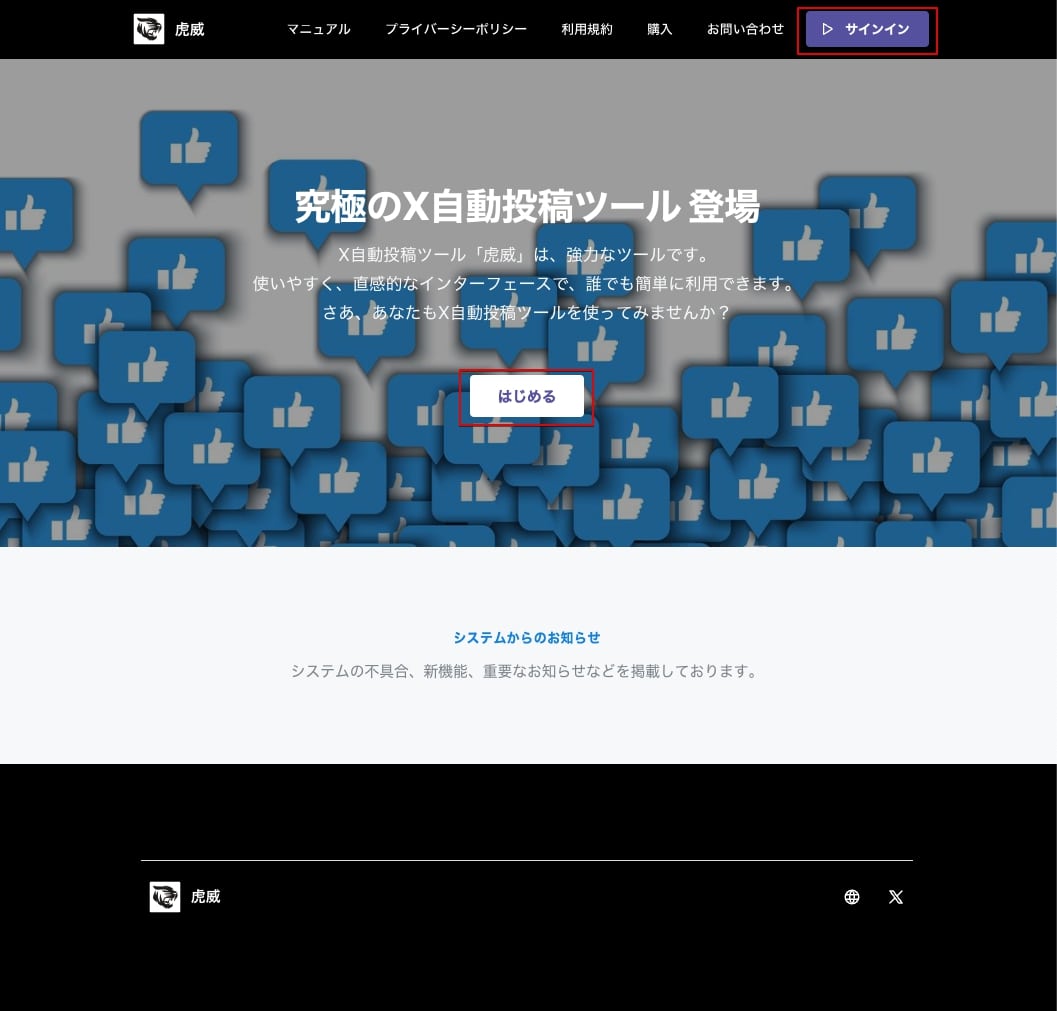 虎威
マニュアル
プライバーシーポリシー
利用規約
購入
お問い合わせ
サインイン
究極のX自動投稿ツール 登場
X自動投稿ツール「虎威」は、強力なツールです。
使いやすく、直感的なインターフェースで、誰でも簡単に利用できます。
さあ、あなたもX自動投稿ツールを使ってみませんか？
はじめる
システムからのお知らせ
システムの不具合、新機能、重要なお知らせなどを掲載しております。
虎威